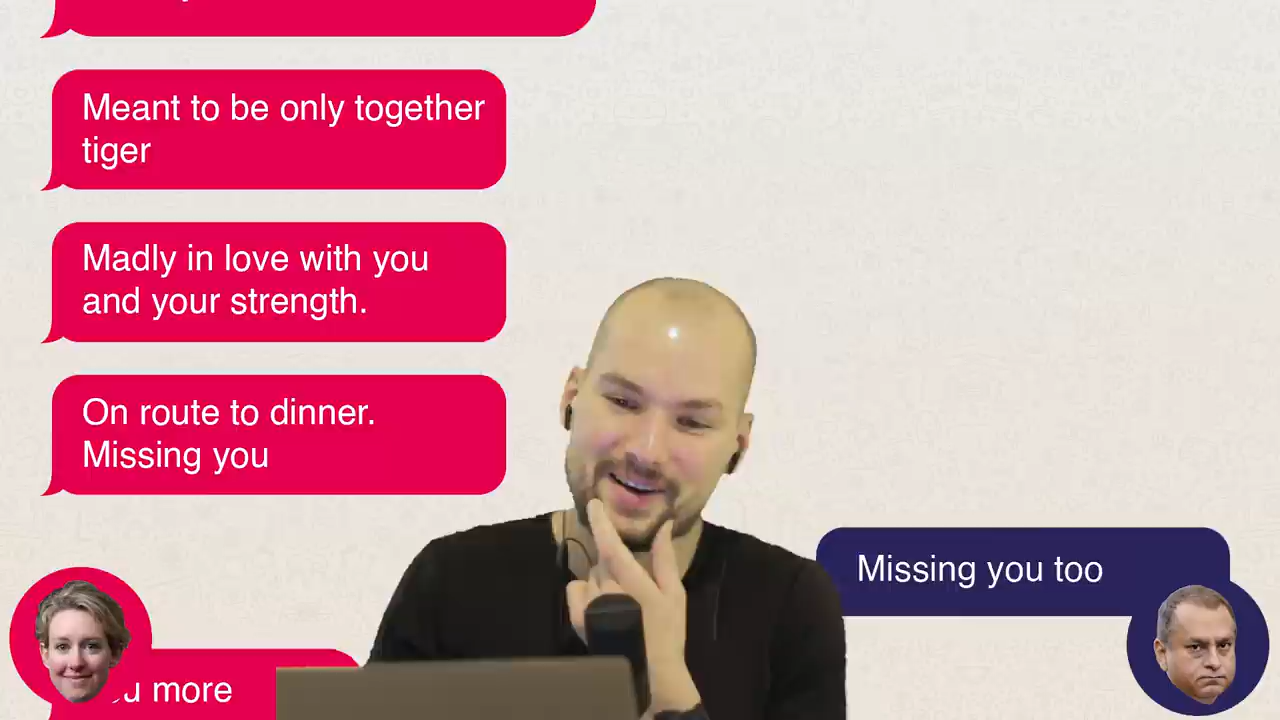 Meant to be only together
tiger
Madly in love with you
and your strength.
On route to dinner.
Missing you
Missing you too
more